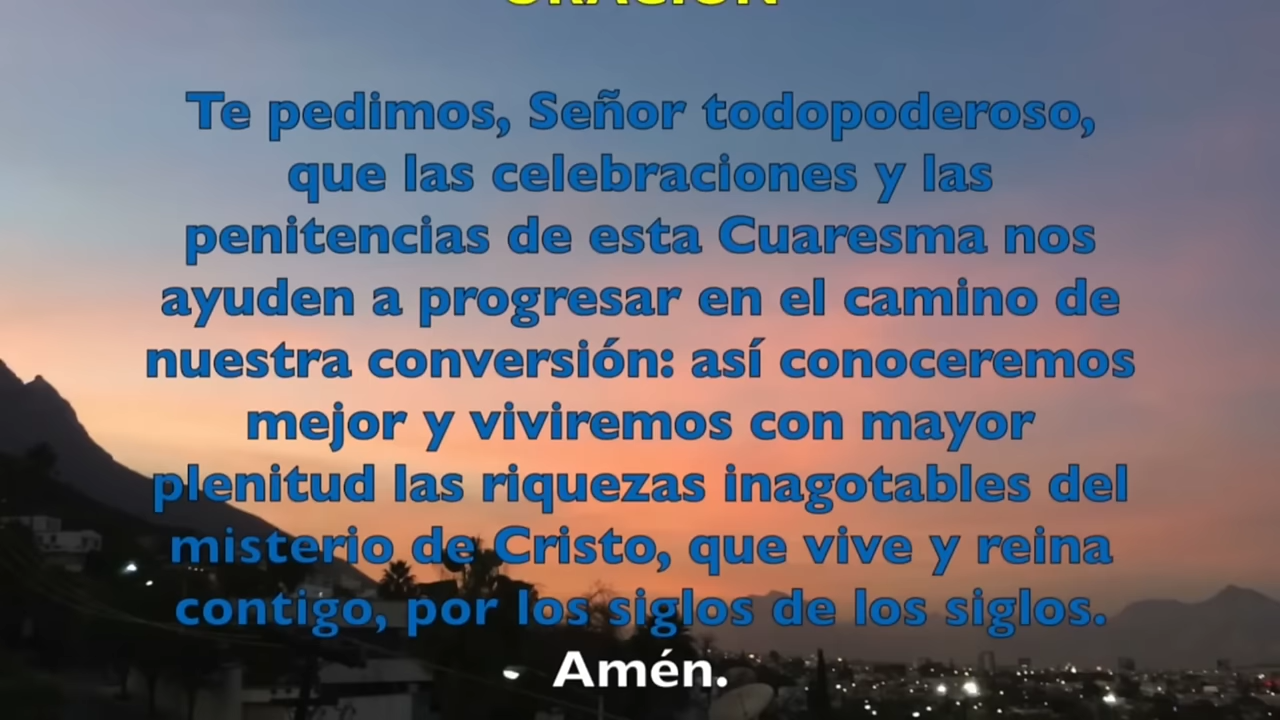 ORACIÓN
Te pedimos, Señor todopoderoso,
que las celebraciones y las
penitencias de esta Cuaresma nos
ayuden a progresar en el camino de
nuestra conversión: así conoceremos
mejor y viviremos con mayor
plenitud las riquezas inagotables del
misterio de Cristo, que vive y reina
contigo, por los siglos de los siglos.
Amén.